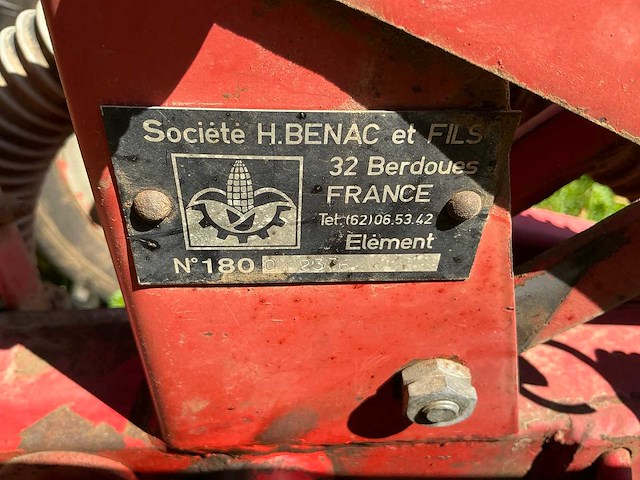 Société H.BENAC et FILS
32 Berdoues
FRANCE
Tel.(62)06.53.42
Elément
N° 180